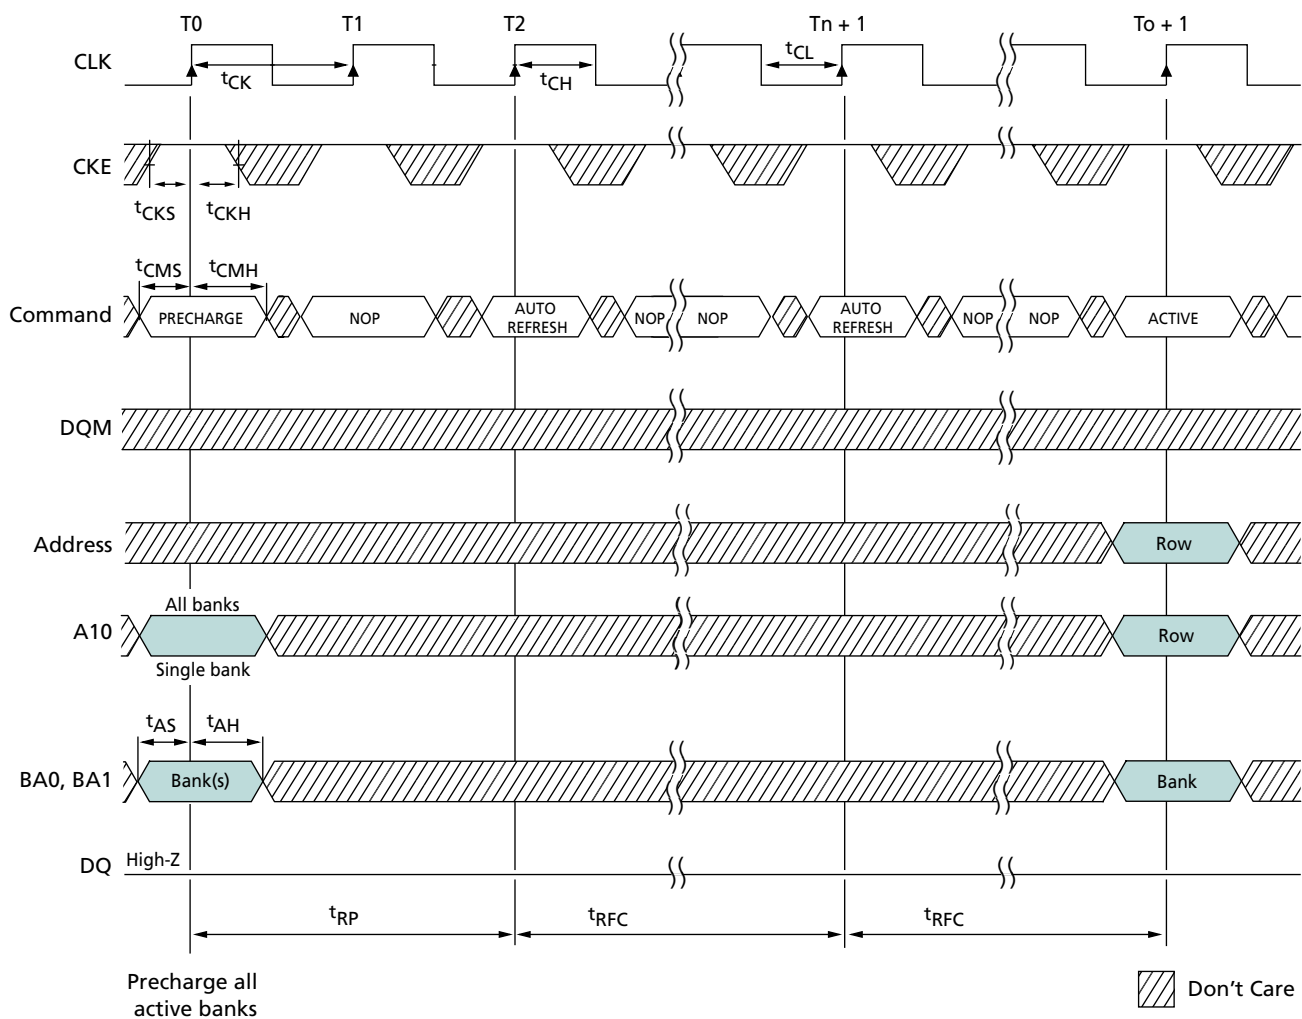 T0 T1 T2 Tn + 1 To + 1
CLK
tCK tCH tCL
CKE
tCKS tCKH
tCMS tCMH
Command PRECHARGE NOP AUTO REFRESH NOP NOP AUTO REFRESH NOP NOP ACTIVE
DQM
Address Row
All banks
A10 Row
Single bank
tAS tAH
BA0, BA1 Bank(s) Bank
DQ High-Z
tRP tRFC tRFC
Precharge all
active banks
Don't Care